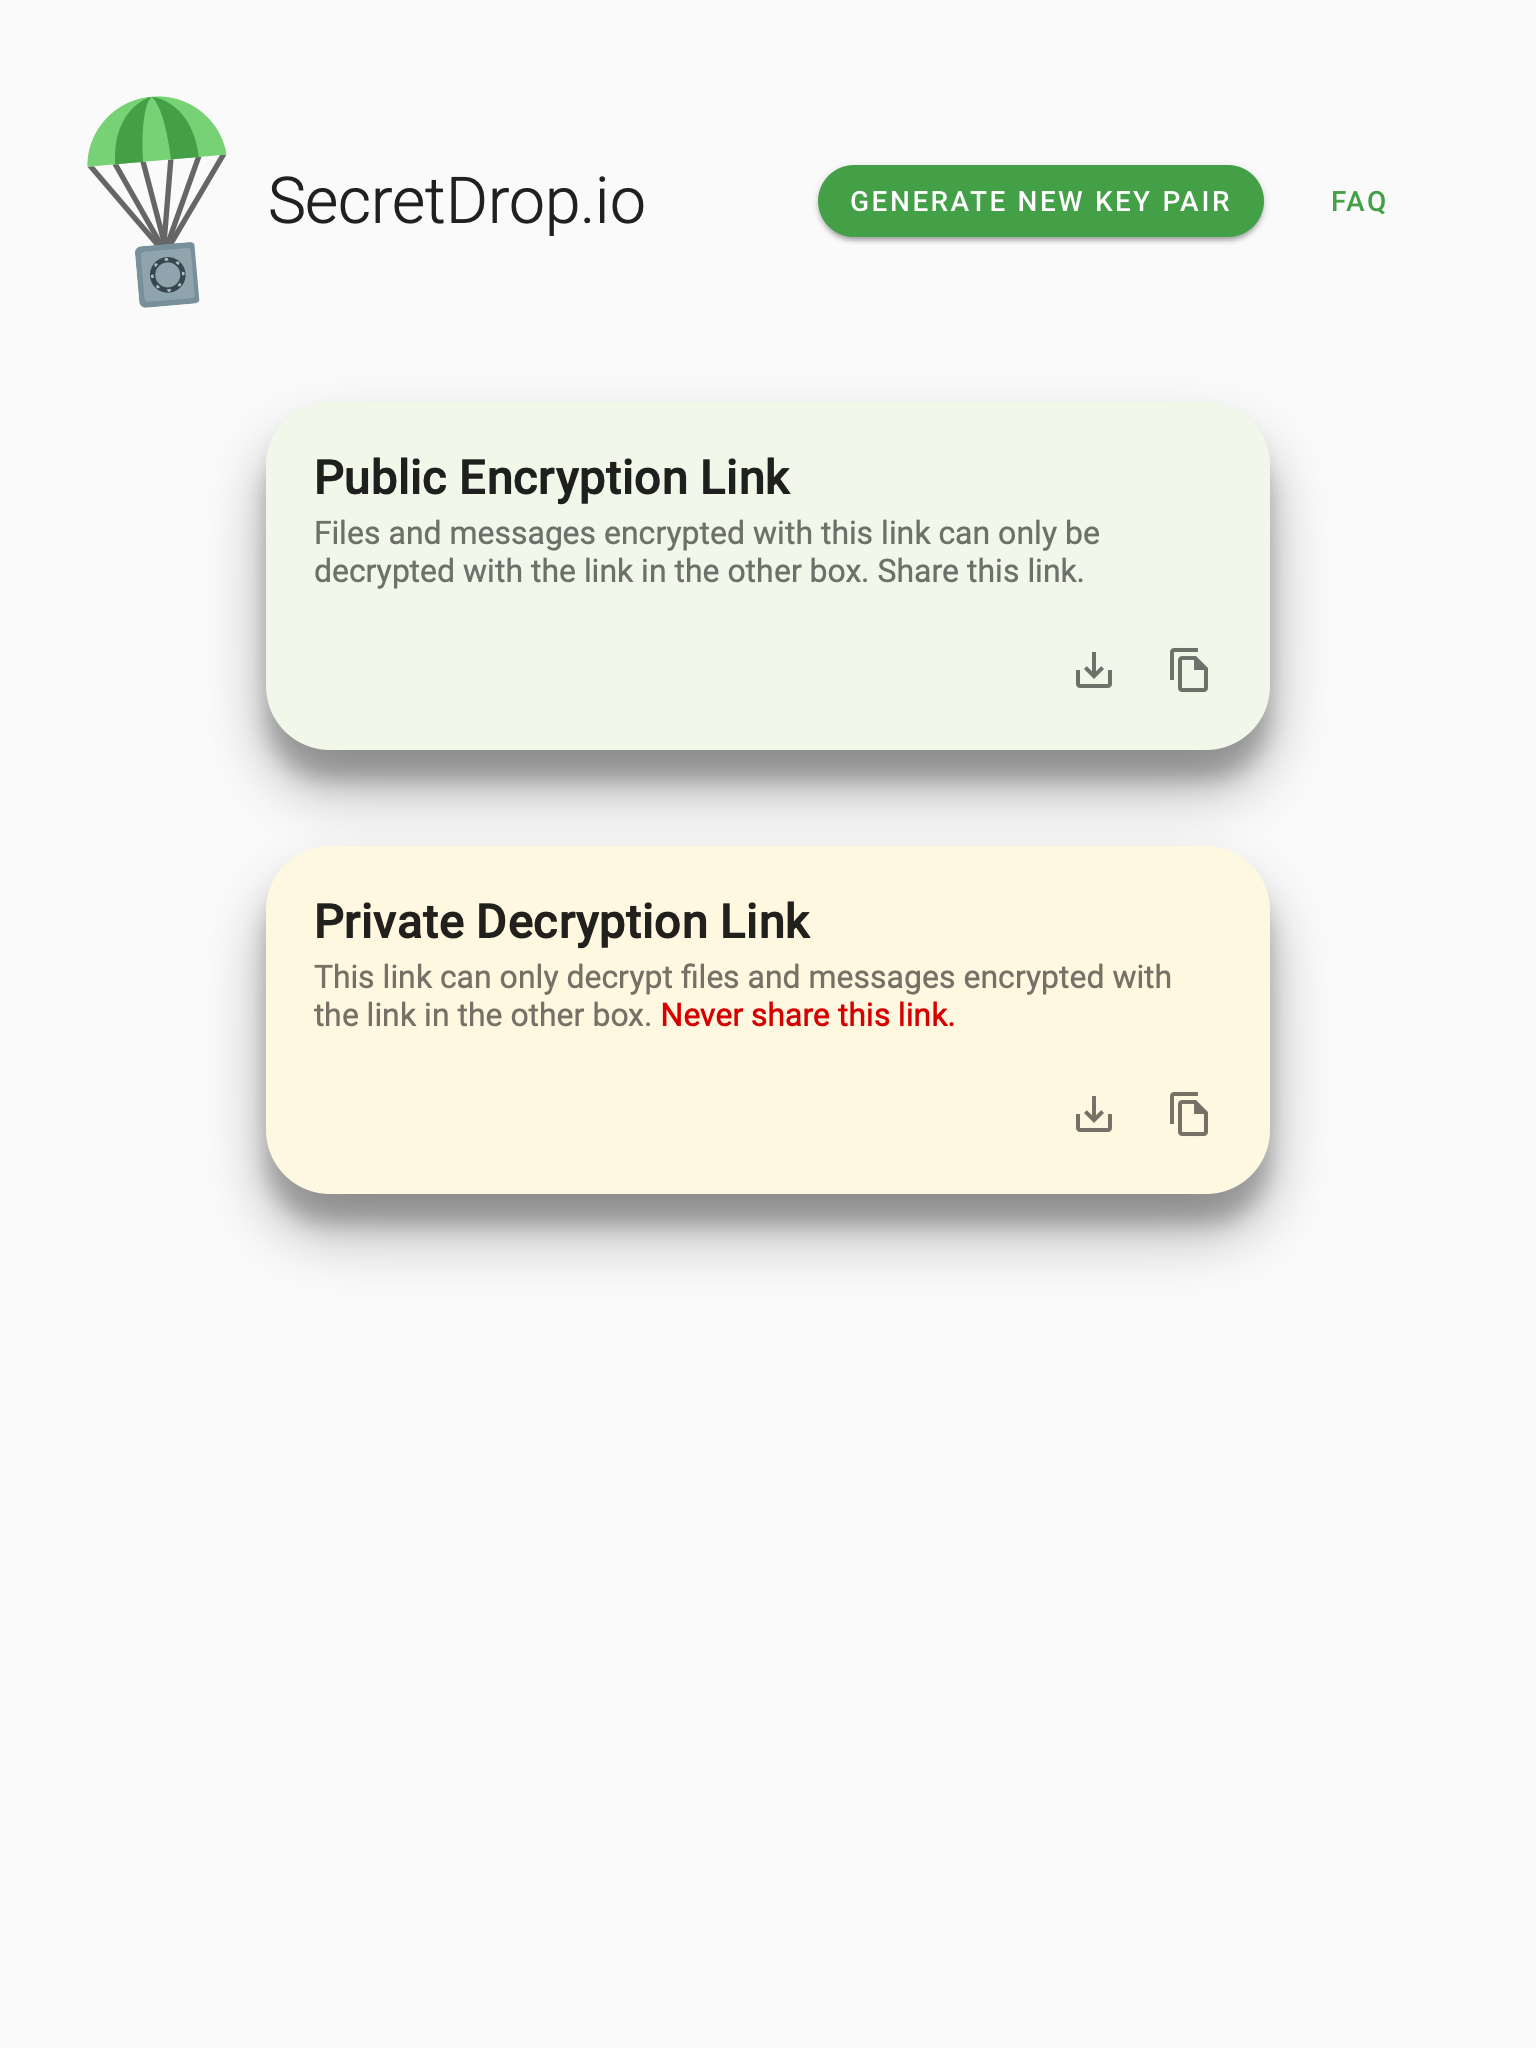 SecretDrop.io
GENERATE NEW KEY PAIR
FAQ
Public Encryption Link
Files and messages encrypted with this link can only be
decrypted with the link in the other box. Share this link.
Private Decryption Link
This link can only decrypt files and messages encrypted with
the link in the other box. Never share this link.